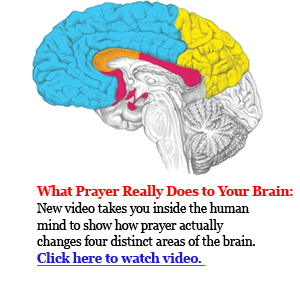 What Prayer Really Does to Your Brain:
New video takes you inside the human
mind to show how prayer actually
changes four distinct areas of the brain.
Click here to watch video.